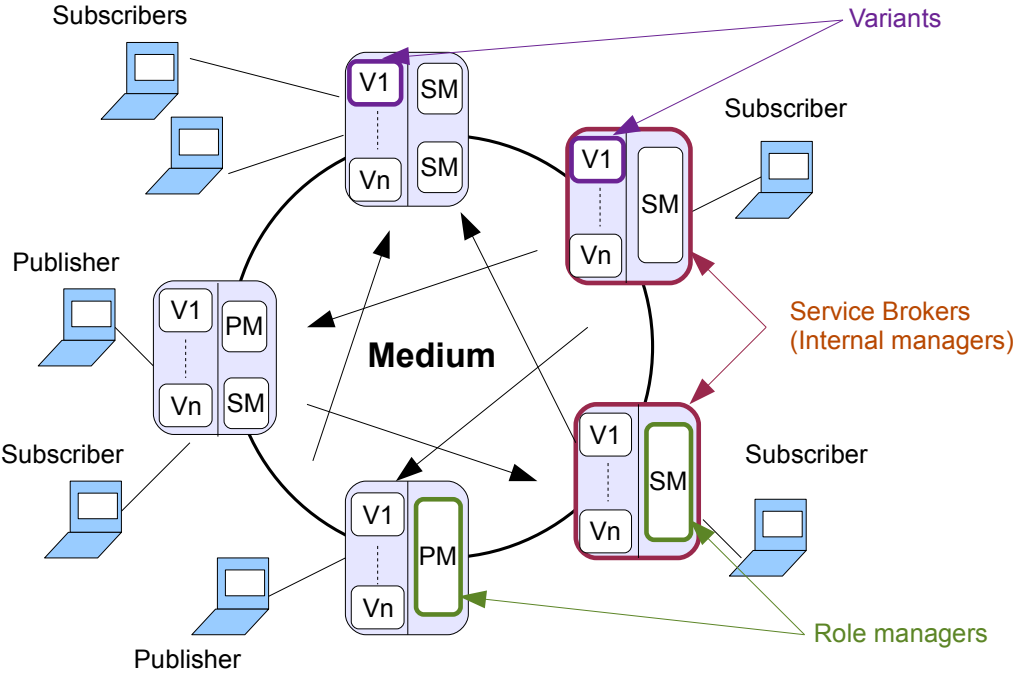 Subscribers
Variants
V1
SM
Vn
SM
Subscriber
V1
SM
Vn
Publisher
V1
PM
Vn
SM
Medium
Service Brokers
(Internal managers)
Subscriber
V1
SM
Vn
Subscriber
V1
PM
Vn
Publisher
Role managers